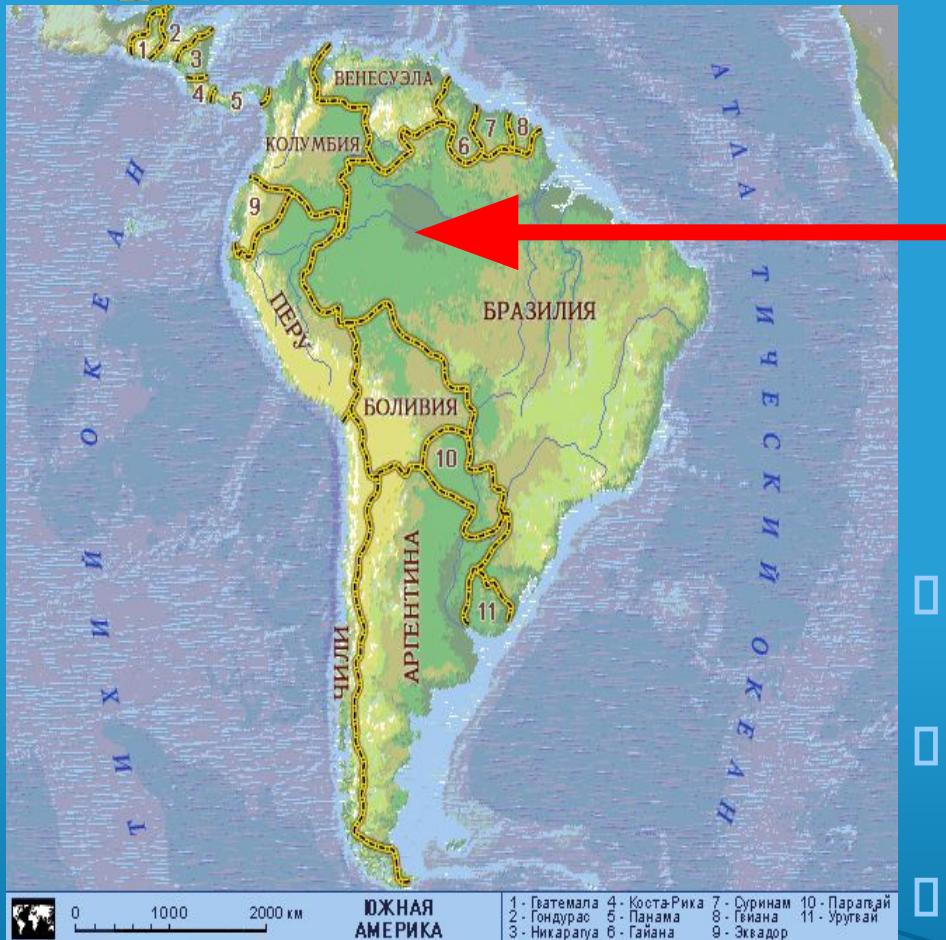 1
2
3
4
5
ВЕНЕСУЭЛА
КОЛУМБИЯ
6
7
8
9
ПЕРУ
БРАЗИЛИЯ
БОЛИВИЯ
10
АРГЕНТИНА
11
ЧИЛИ
ТИХИЙ ОКЕАН
АТЛАТИЧЕСКИЙ ОКЕАН
0 1000 2000 км
ЮЖНАЯ
АМЕРИКА
1 - Гватемала 4 - Коста-Рика 7 - Суринам 10 - Парагвай
2 - Гондурас 5 - Панама 8 - Гвиана 11 - Уругвай
3 - Никарагуа 6 - Гайана 9 - Эквадор